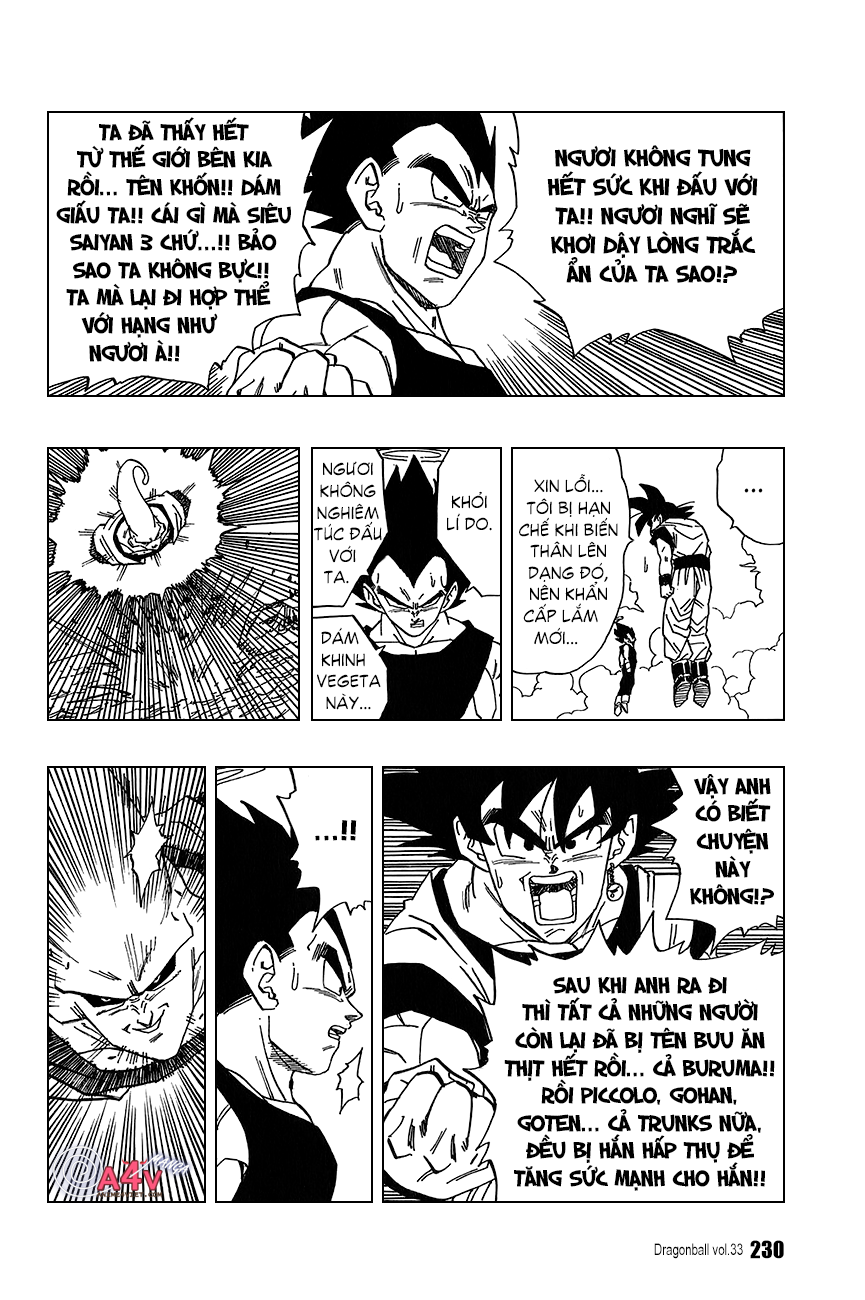 NGƯƠI KHÔNG TUNG
HẾT SỨC KHI ĐẤU VỚI
TA!! NGƯƠI NGHĨ SẼ
KHƠI DẬY LÒNG TRẮC
ẨN CỦA TA SAO!?
TA ĐÃ THẤY HẾT
TỪ THẾ GIỚI BÊN KIA
RỒI... TÊN KHỐN!! DÁM
GIẤU TA!! CÁI GÌ MÀ SIÊU
SAIYAN 3 CHỨ...!! BẢO
SAO TA KHÔNG BỰC!!
TA MÀ LẠI ĐI HỢP THỂ
VỚI HẠNG NHƯ
NGƯƠI À!!
...
XIN LỖI...
TÔI BỊ HẠN
CHẾ KHI BIẾN
THÂN LÊN
DẠNG ĐÓ,
NÊN KHẨN
CẤP LẮM
MỚI...
KHỎI
LÍ DO.
NGƯƠI
KHÔNG
NGHIÊM
TÚC ĐẤU
VỚI
TA.
DÁM
KHINH
VEGETA
NÀY...
VẬY ANH
CÓ BIẾT
CHUYỆN
NÀY
KHÔNG!?
SAU KHI ANH RA ĐI
THÌ TẤT CẢ NHỮNG NGƯỜI
CÒN LẠI ĐÃ BỊ TÊN BUU ĂN
THỊT HẾT RỒI... CẢ BURUMA!!
RỒI PICCOLO, GOHAN,
GOTEN... CẢ TRUNKS NỮA,
ĐỀU BỊ HẮN HẤP THỤ ĐỂ
TĂNG SỨC MẠNH CHO HẮN!!
...!!
A4V
Dragonball vol.33 230